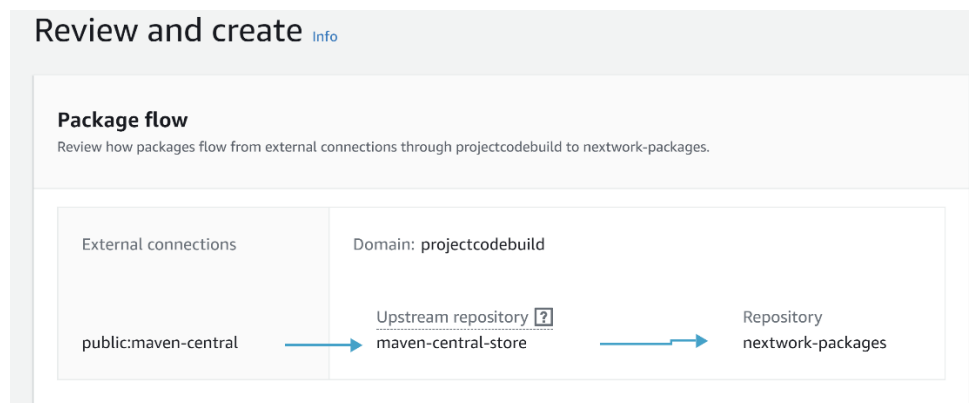 Review and create Info
Package flow
Review how packages flow from external connections through projectcodebuild to nextwork-packages.
External connections
Domain: projectcodebuild
Upstream repository [?]
Repository
public:maven-central
maven-central-store
nextwork-packages